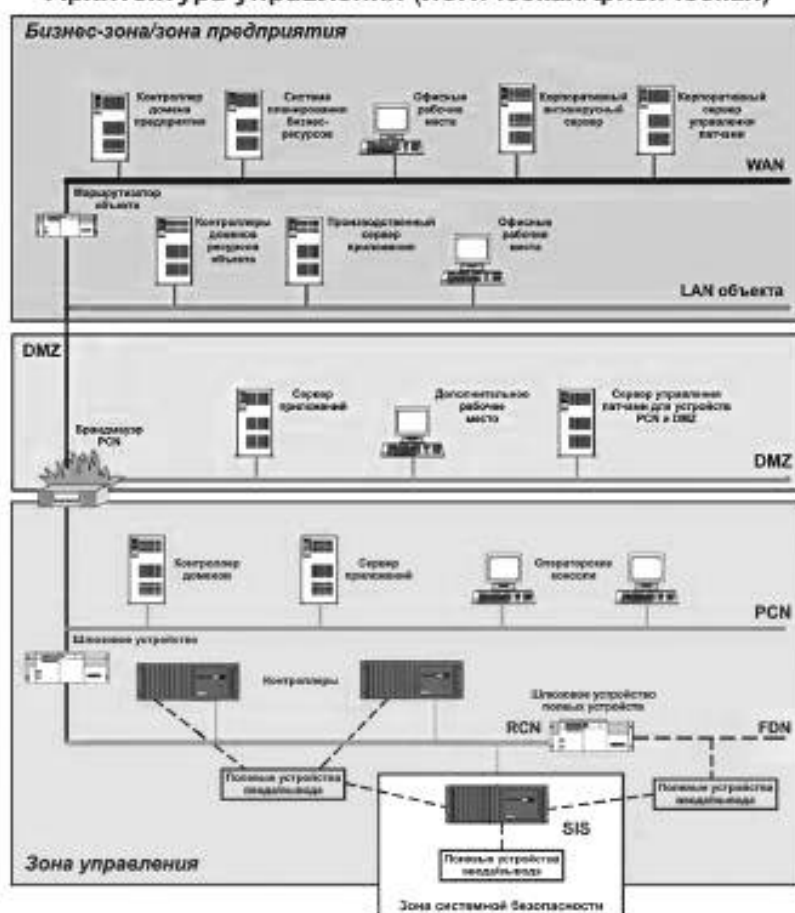 Архитектура управления
Бизнес-зона/зона предприятия
Контроллер
домена
предприятия
Система
планирования
бизнес-
ресурсов
Офисные
рабочие
места
Корпоративный
антивирусный
сервер
Корпоративный
сервер
управления
патчами
WAN
Маршрутизатор
объекта
Контроллеры
доменов
ресурсов
объекта
Производственный
сервер
приложений
Офисные
рабочие
места
LAN объекта
DMZ
Сервер
приложений
Дополнительное
рабочее
место
Сервер управления
патчами для устройств
PCN и DMZ
Брандмауэр
PCN
DMZ
Контроллер
доменов
Сервер
приложений
Операторские
консоли
PCN
Шлюзовое устройство
Контроллеры
Шлюзовое устройство
полевых устройств
RCN
FDN
Полевые устройства
ввода/вывода
Полевые устройства
ввода/вывода
SIS
Полевые устройства
ввода/вывода
Зона управления
Зона системной безопасности